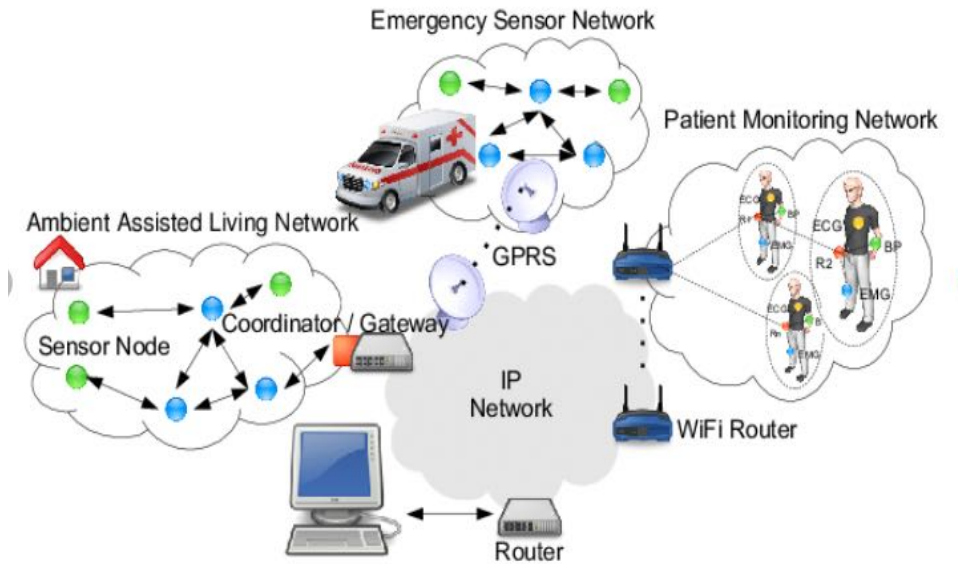 Emergency Sensor Network
Patient Monitoring Network
Ambient Assisted Living Network
GPRS
ECG
R1
BP
EMG
ECG
R2
BP
EMG
ECG
Rn
EMG
Coordinator / Gateway
Sensor Node
IP
Network
WiFi Router
Router